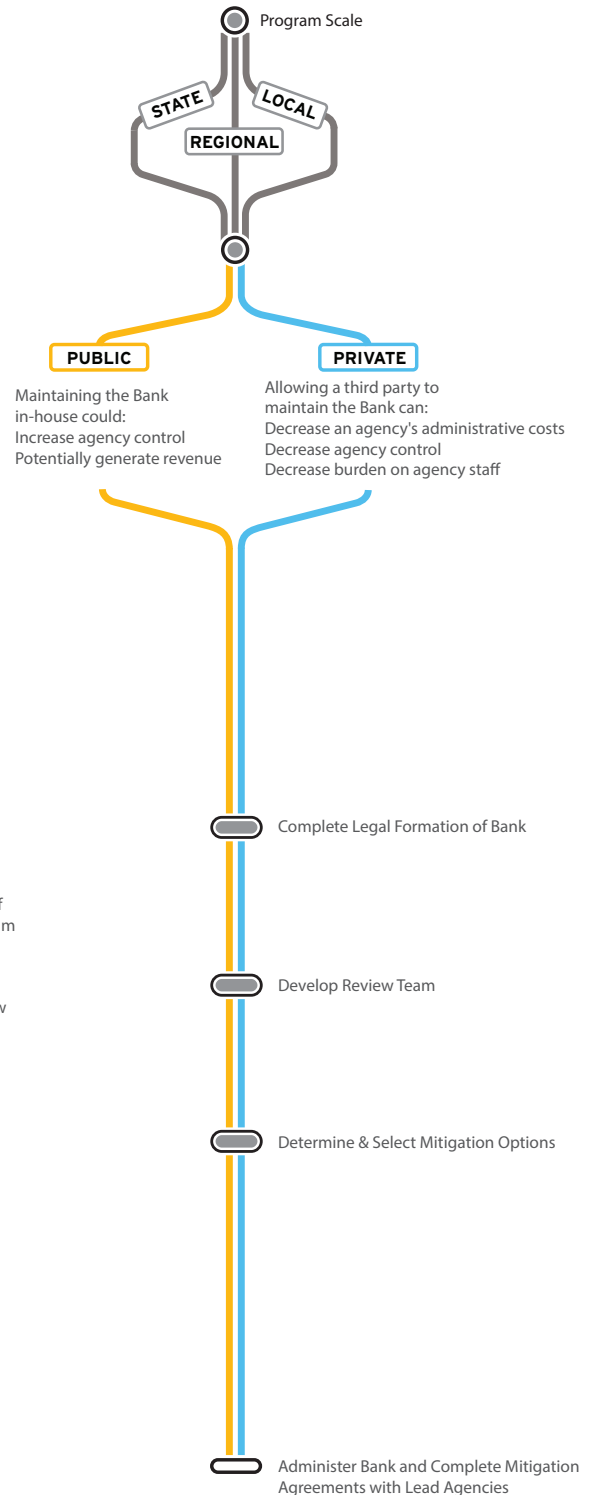 Program Scale
STATE
LOCAL
REGIONAL
PUBLIC
Maintaining the Bank
in-house could:
Increase agency control
Potentially generate revenue
PRIVATE
Allowing a third party to
maintain the Bank can:
Decrease an agency's administrative costs
Decrease agency control
Decrease burden on agency staff
Complete Legal Formation of Bank
Develop Review Team
Determine & Select Mitigation Options
Administer Bank and Complete Mitigation
Agreements with Lead Agencies